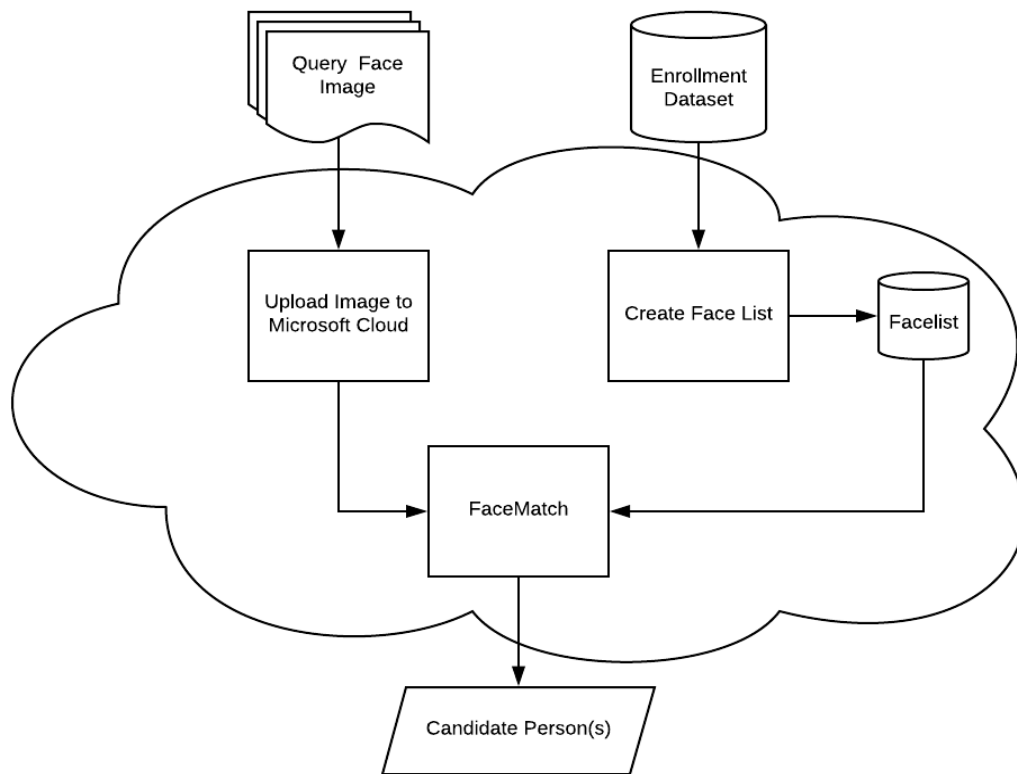 Query Face
Image
Enrollment
Dataset
Upload Image to
Microsoft Cloud
Create Face List
Facelist
FaceMatch
Candidate Person(s)